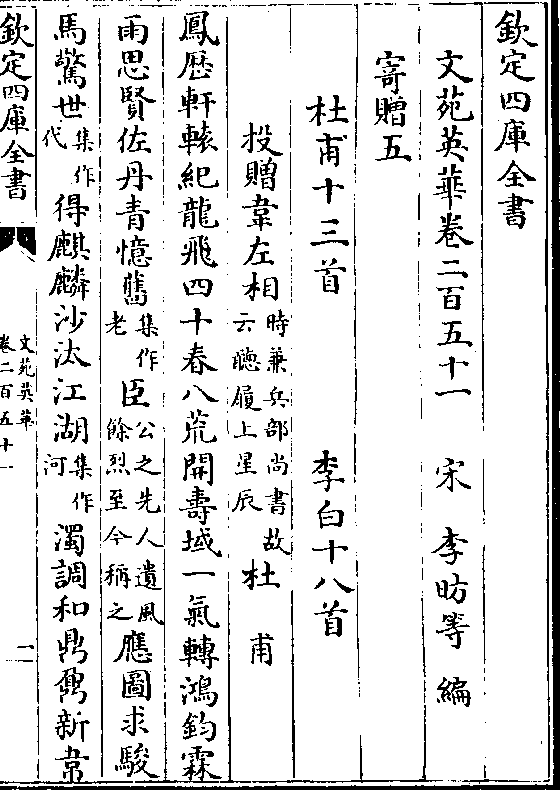 欽定四庫全書
文苑英華卷二百五十一　宋　李昉等　編
寄贈五
杜甫十三首　李白十八首
投贈韋左相時兼兵部尚書故云聽履上星辰　杜　甫
鳳歴軒轅紀龍飛四十春八荒開壽域一氣轉鴻鈞霖
雨思賢佐丹青憶舊集作老臣公之先人遺風餘烈至今稱之應圖求駿
馬驚世集作代得麒麟沙汰江湖集作河濁調和鼎鼐新韋
欽定四庫全書
文苑英華
卷二百五十一
一